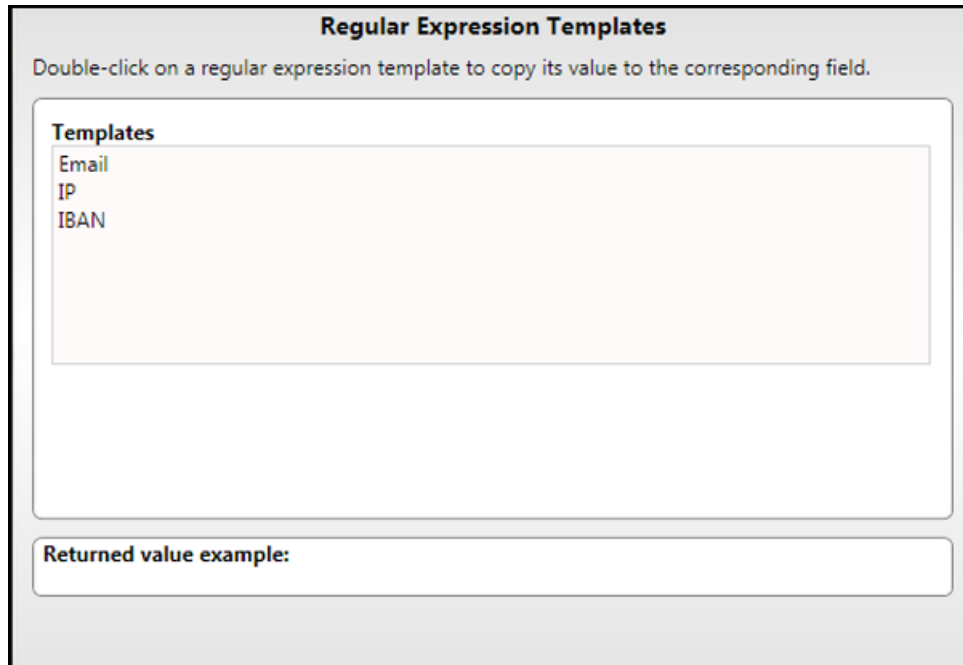 Regular Expression Templates
Double-click on a regular expression template to copy its value to the corresponding field.
Templates
Email
IP
IBAN
Returned value example: